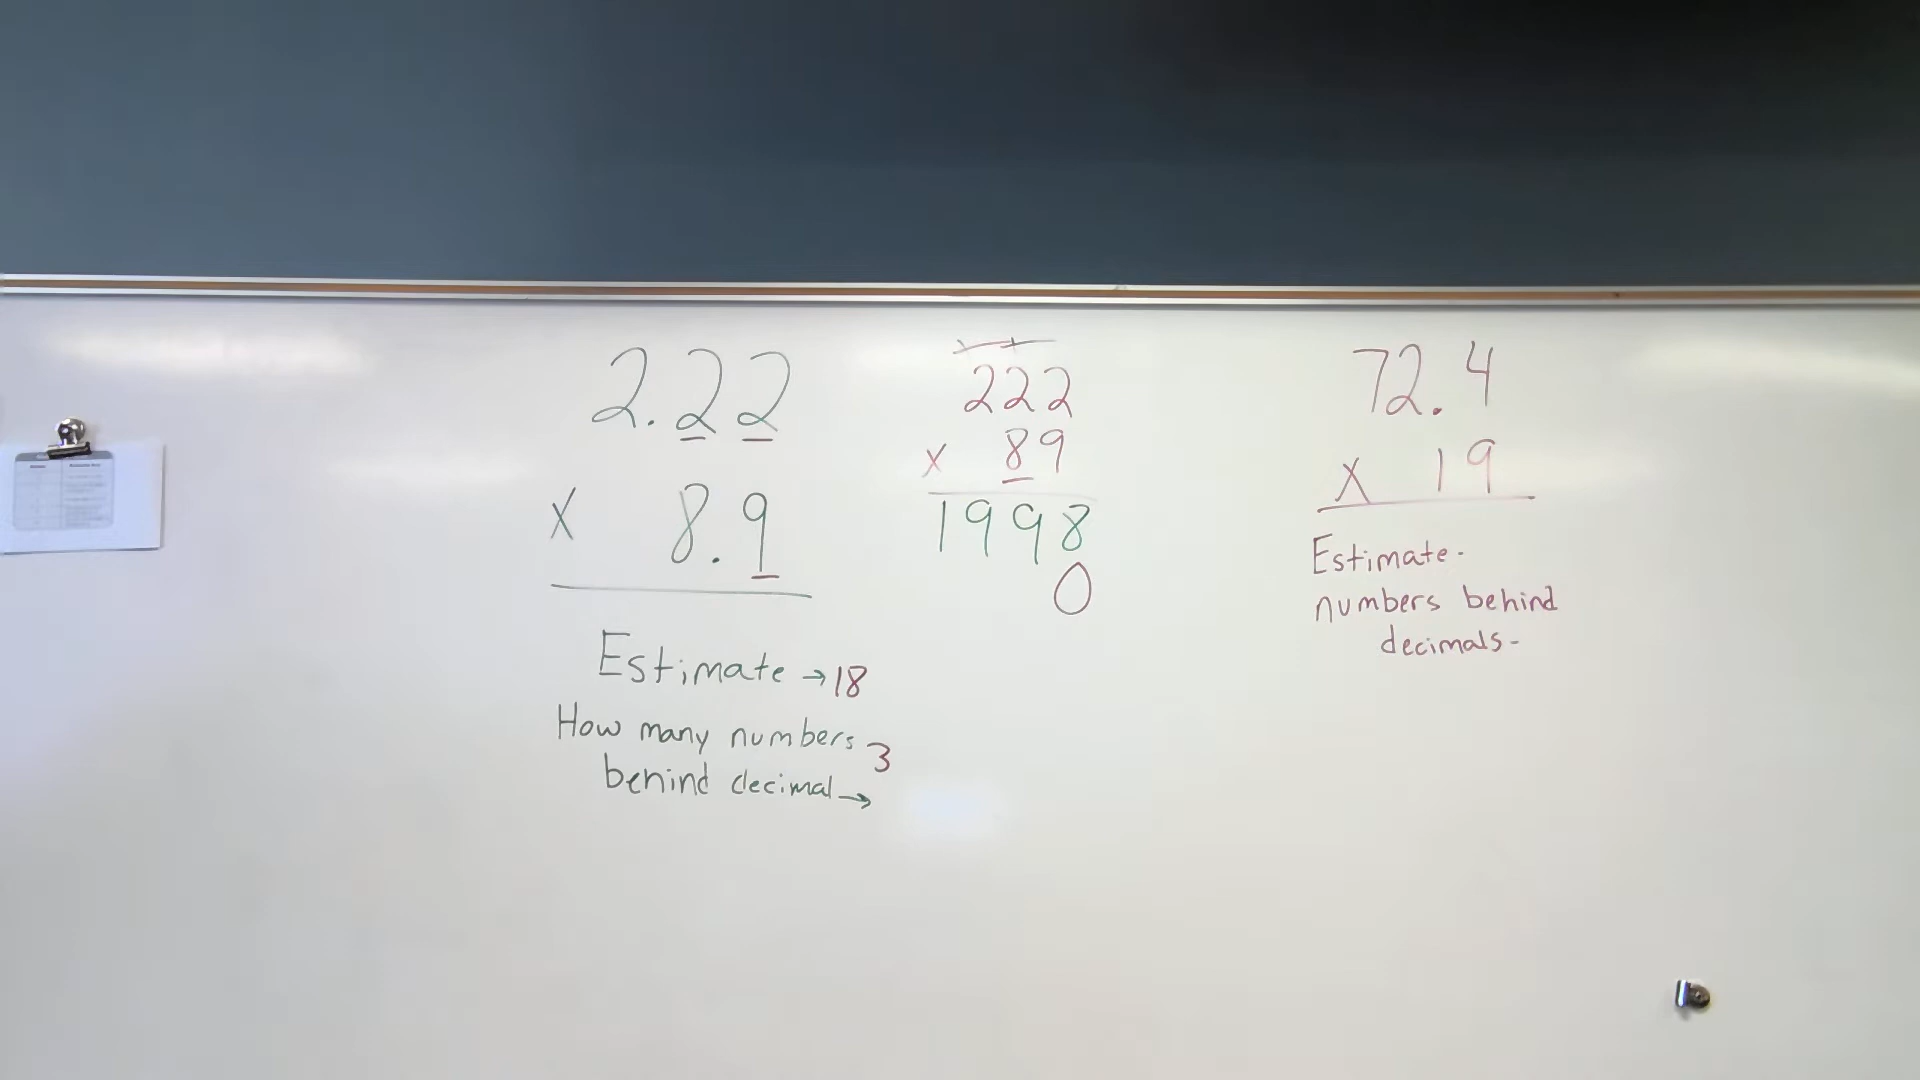 2.22
x 8.9
Estimate → 18
How many numbers 3
behind decimal →
222
x 89
1998
0
72.4
x 19
Estimate -
numbers behind
decimals -